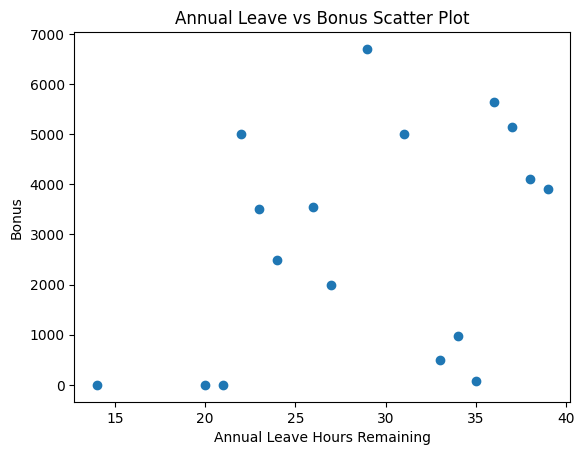 Annual Leave vs Bonus Scatter Plot
7000
6000
5000
4000
3000
2000
1000
0
Bonus
15 20 25 30 35 40
Annual Leave Hours Remaining